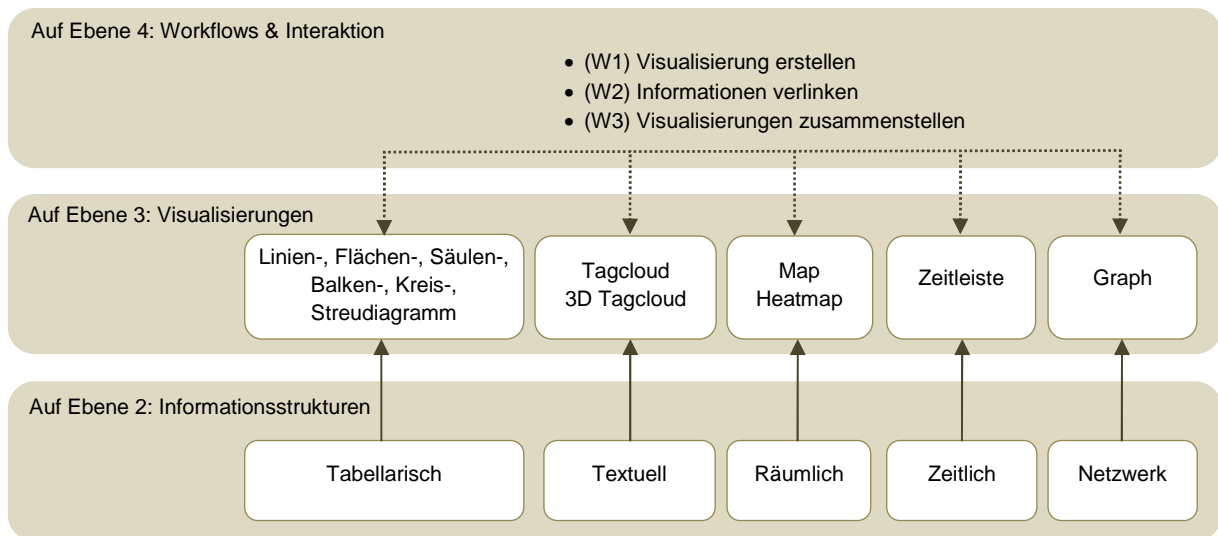 Auf Ebene 4: Workflows & Interaktion
• (W1) Visualisierung erstellen
• (W2) Informationen verlinken
• (W3) Visualisierungen zusammenstellen
Auf Ebene 3: Visualisierungen
Linien-, Flächen-, Säulen-,
Balken-, Kreis-,
Streudiagramm
Tagcloud
3D Tagcloud
Map
Heatmap
Zeitleiste
Graph
Auf Ebene 2: Informationsstrukturen
Tabellarisch
Textuell
Räumlich
Zeitlich
Netzwerk